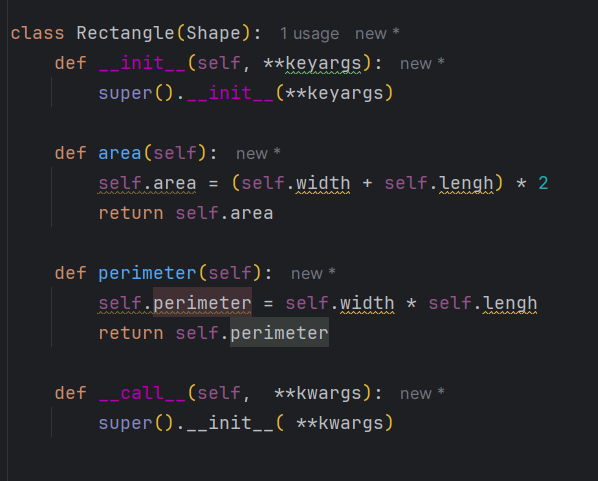 class Rectangle(Shape): 1 usage new *
def __init__(self, **keyargs): new *
super().__init__(**keyargs)
def area(self): new *
self.area = (self.width + self.lengh) * 2
return self.area
def perimeter(self): new *
self.perimeter = self.width * self.lengh
return self.perimeter
def __call__(self,  **kwargs): new *
super().__init__( **kwargs)